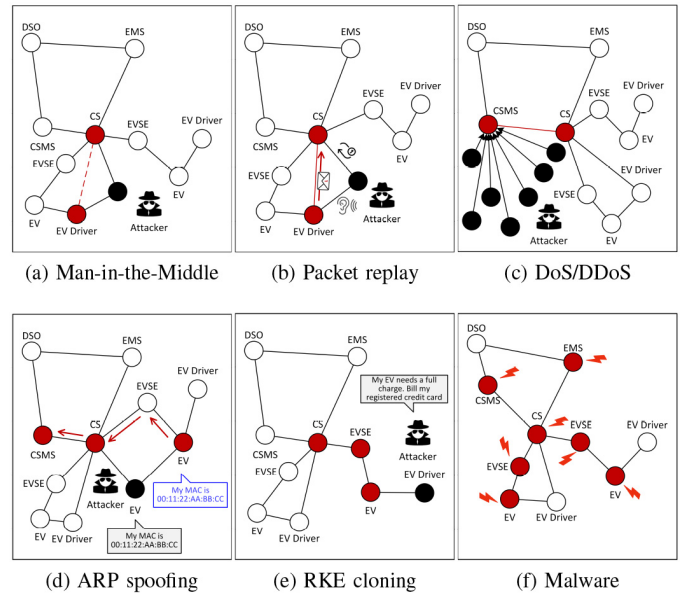 DSO
EMS
CS
CSMS
EVSE
EV Driver
EVSE
EV
EV
EV Driver
Attacker
(a) Man-in-the-Middle
DSO
EMS
EVSE
EV Driver
CS
CSMS
EVSE
EV
EV
EV Driver
Attacker
(b) Packet replay
DSO
EMS
CSMS
CS
EVSE
EV Driver
EV
EV Driver
EVSE
EV
Attacker
(c) DoS/DDoS
DSO
EMS
EV Driver
EVSE
CS
CSMS
EV
EVSE
Attacker
EV
My MAC is
00:11:22:AA:BB:CC
EV
EV Driver
My MAC is
00:11:22:AA:BB:CC
(d) ARP spoofing
DSO
EMS
My EV needs a full
charge. Bill my
registered credit card
CS
EVSE
CSMS
Attacker
EVSE
EV Driver
EV
EV
EV Driver
(e) RKE cloning
DSO
EMS
CSMS
CS
EVSE
EV Driver
EVSE
EV
EV
EV Driver
(f) Malware